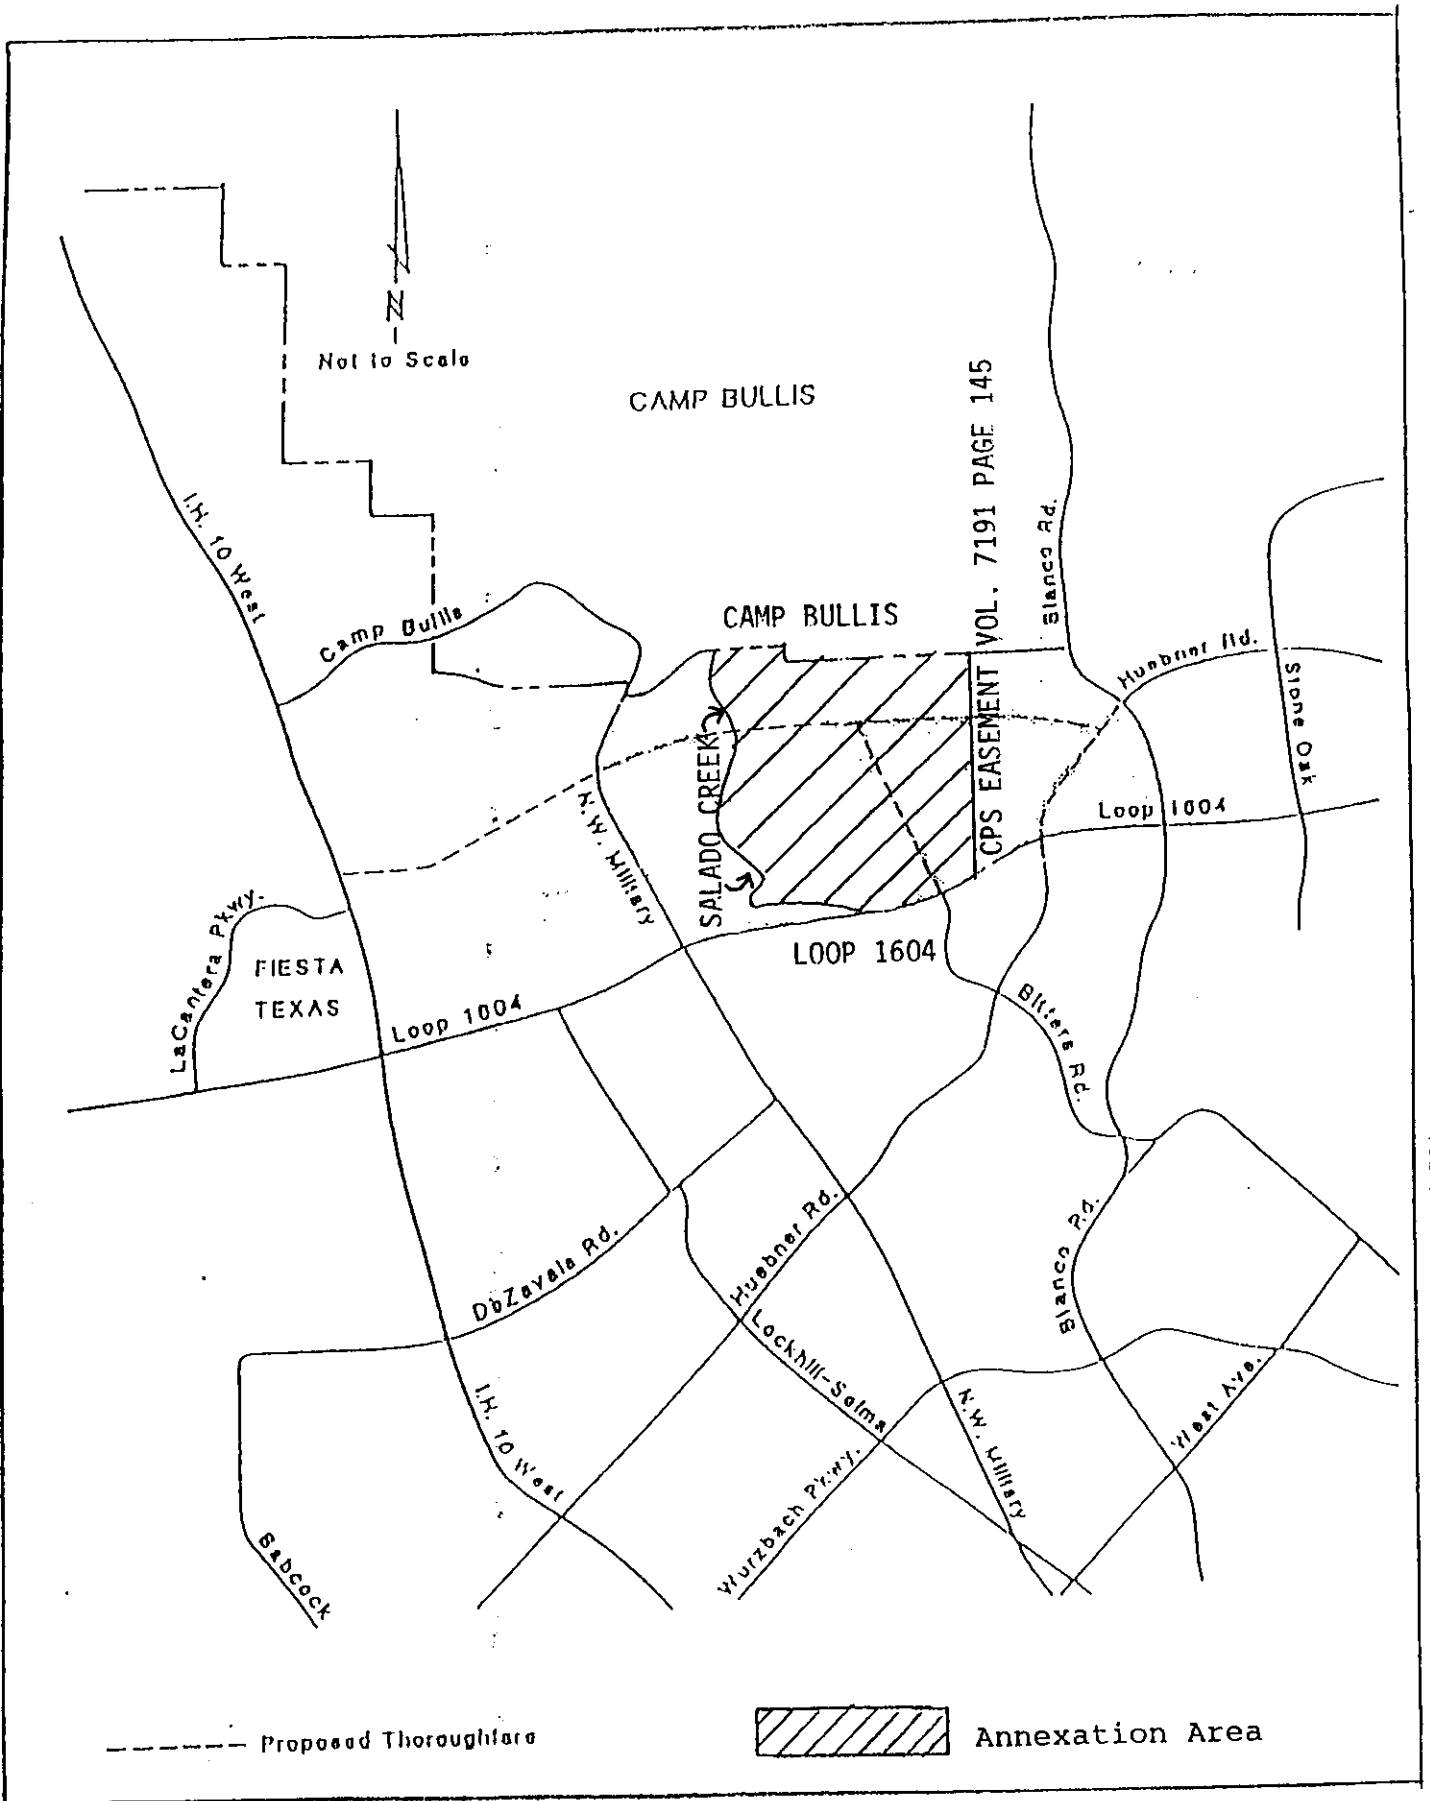 N
Not to Scale
CAMP BULLIS
CPS EASEMENT VOL. 7191 PAGE 145
Blanco Rd.
I.H. 10 West
Camp Bullis
CAMP BULLIS
Huebner Rd.
Stone Oak
SALADO CREEK
N.W. Military
Loop 1604
LaCantera Pkwy.
FIESTA
TEXAS
LOOP 1604
Loop 1604
Bitters Rd.
DeZavala Rd.
Huebner Rd.
Blanco Rd.
Lockhill-Selma
West Ave.
I.H. 10 West
N.W. Military
Wurzbach Pkwy.
Babcock
Proposed Thoroughfare
Annexation Area